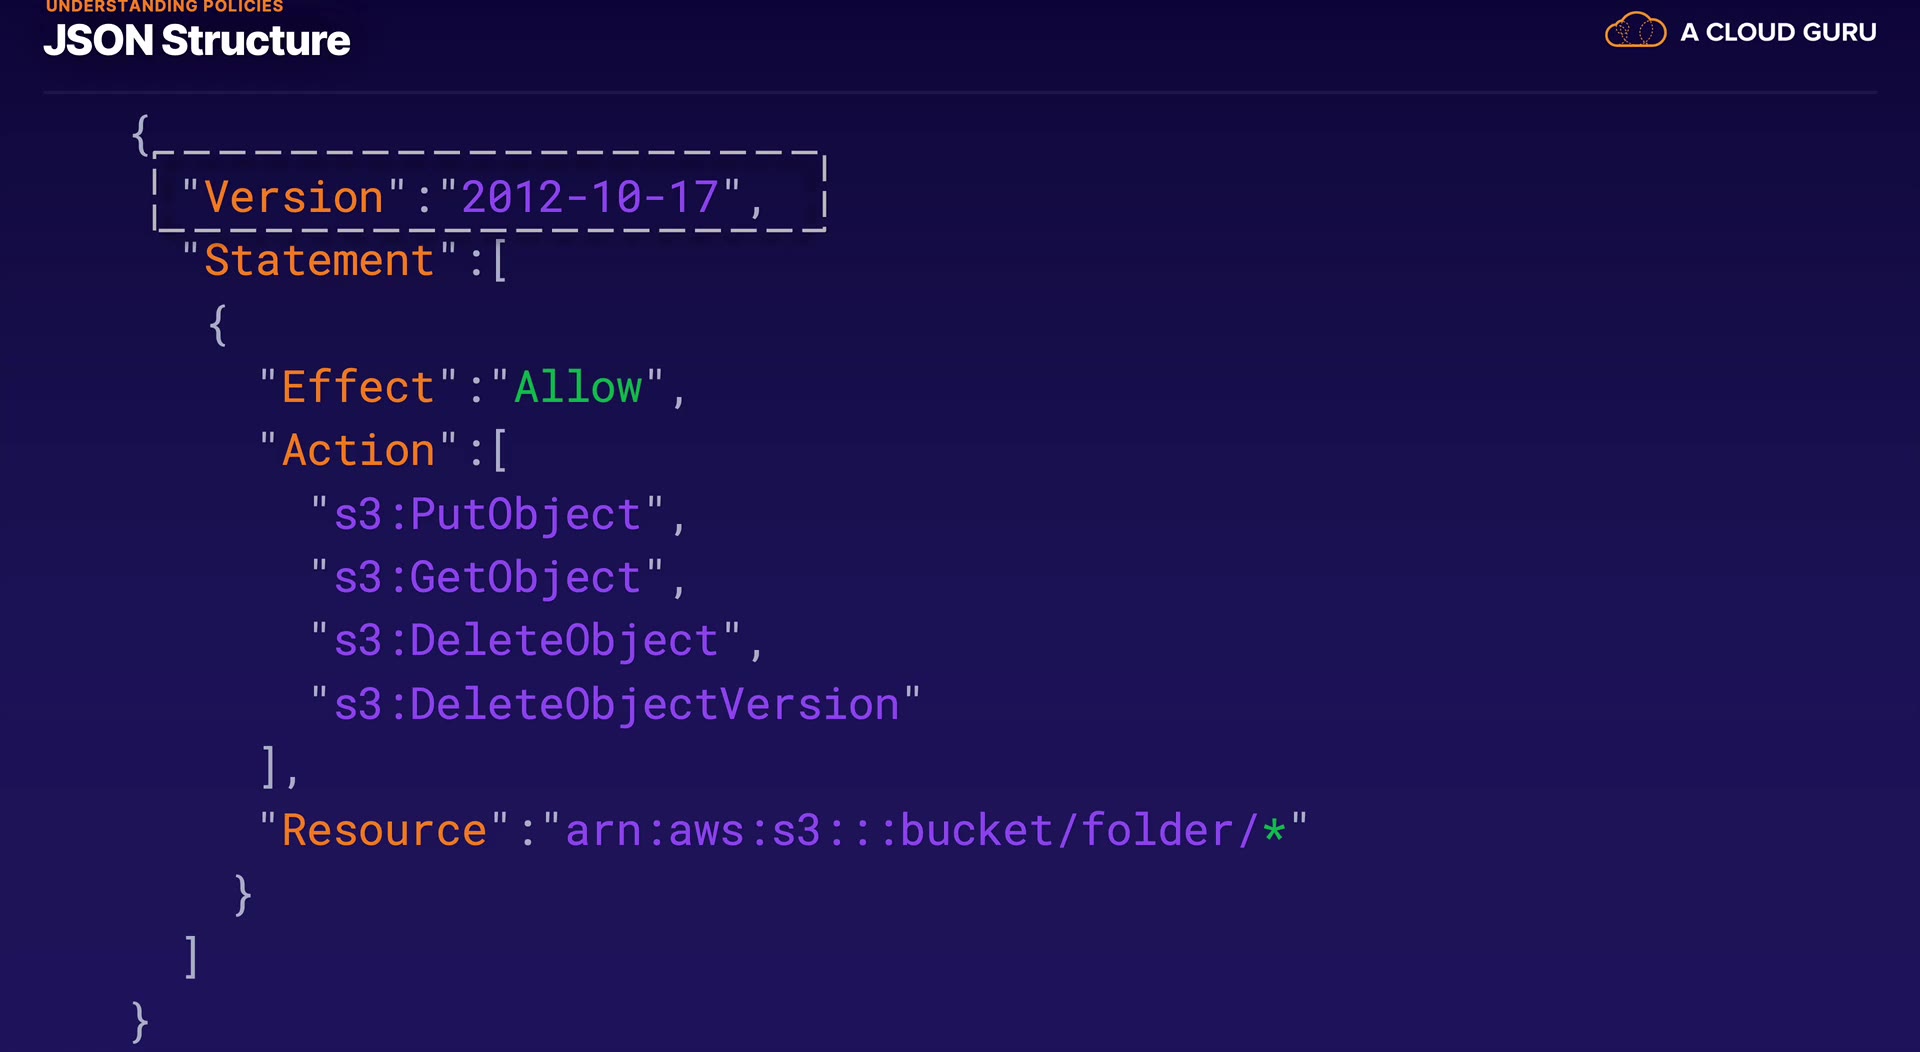 UNDERSTANDING POLICIES
JSON Structure
A CLOUD GURU
{
"Version":"2012-10-17",
"Statement":[
{
"Effect":"Allow",
"Action":[
"s3:PutObject",
"s3:GetObject",
"s3:DeleteObject",
"s3:DeleteObjectVersion"
],
"Resource":"arn:aws:s3:::bucket/folder/*"
}
]
}